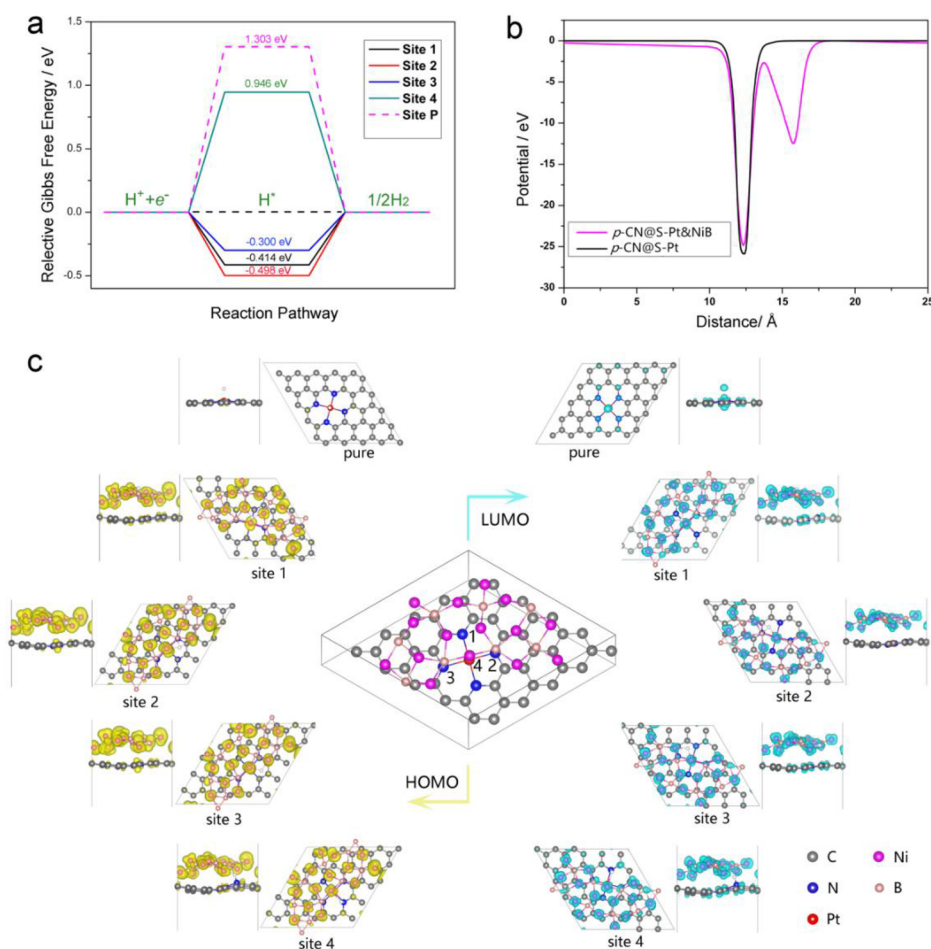 a
Relective Gibbs Free Energy / eV
1.5
1.0
0.5
0.0
-0.5
1.303 eV
0.946 eV
H⁺+e⁻
H*
1/2H₂
-0.300 eV
-0.414 eV
-0.498 eV
Site 1
Site 2
Site 3
Site 4
Site P
Reaction Pathway
b
Potential / eV
0
-5
-10
-15
-20
-25
-30
p-CN@S-Pt&NiB
p-CN@S-Pt
0 5 10 15 20 25
Distance/ Å
c
pure
pure
LUMO
site 1
site 1
1
2
3
4
site 2
site 2
HOMO
site 3
site 3
C
Ni
N
B
Pt
site 4
site 4